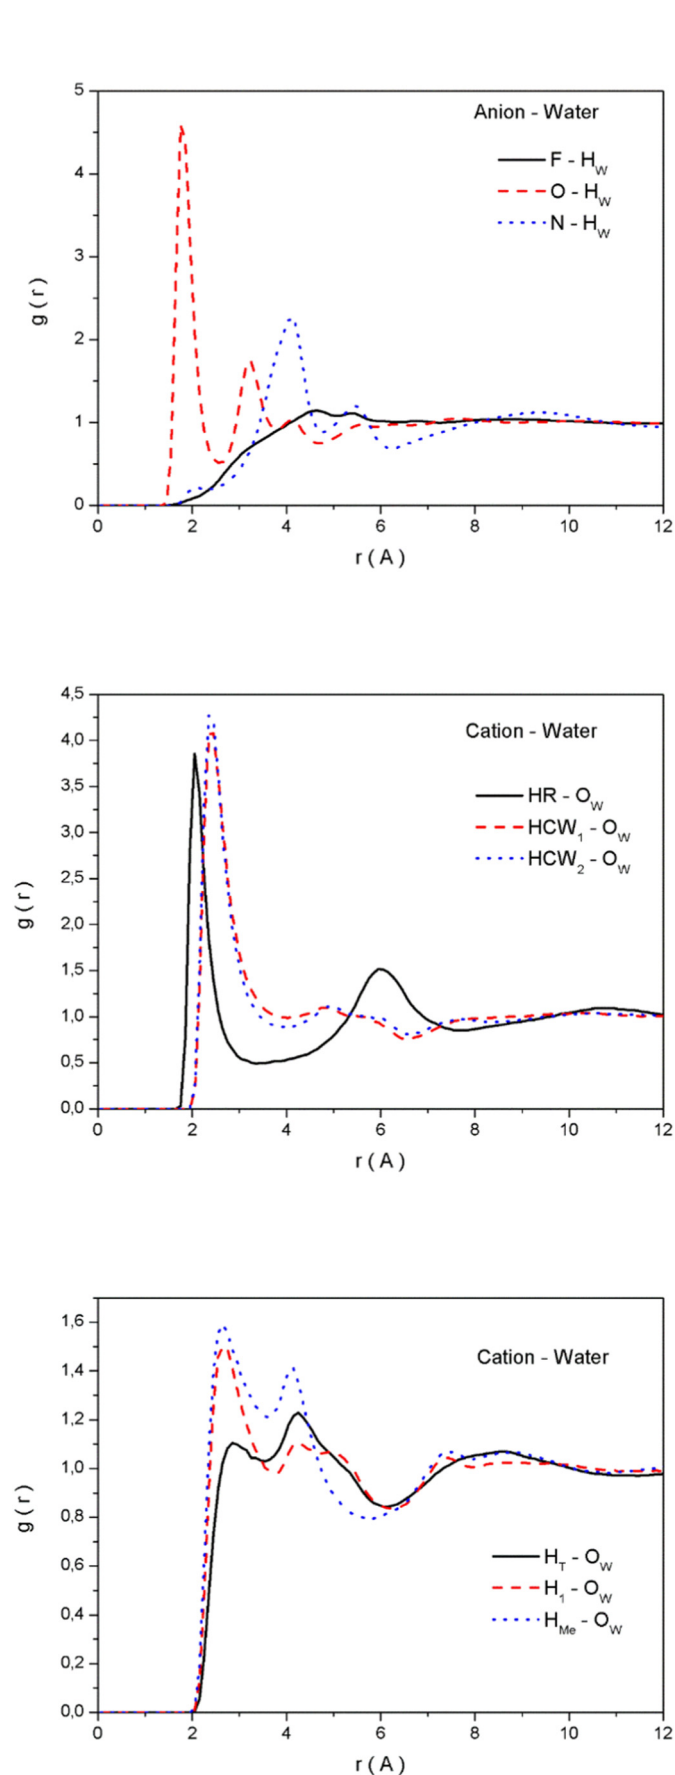 5
Anion - Water
F - HW
4
O - HW
N - HW
3
g ( r )
2
1
0
0 2 4 6 8 10 12
r ( A )
4,5
Cation - Water
4,0
3,5
HR - OW
HCW1 - OW
3,0
HCW2 - OW
2,5
g ( r )
2,0
1,5
1,0
0,5
0,0
0 2 4 6 8 10 12
r ( A )
1,6
Cation - Water
1,4
1,2
1,0
g ( r )
0,8
HT - OW
0,6
H1 - OW
0,4
HMe - OW
0,2
0,0
0 2 4 6 8 10 12
r ( A )